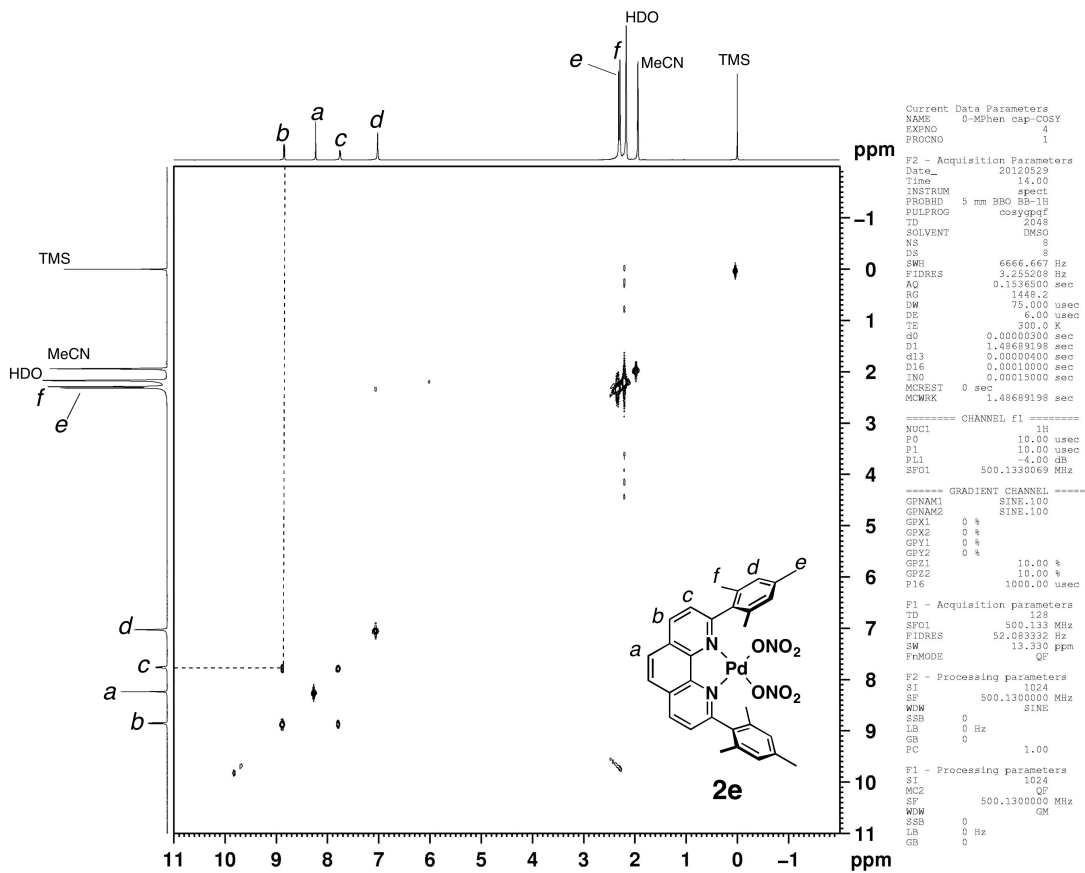 HDO
f
e
MeCN
TMS
b
a
c
d
ppm
-1
0
1
2
3
4
5
6
7
8
9
10
11
TMS
MeCN
HDO
f
e
d
c
a
b
f
d
e
c
b
a
N
N
Pd
ONO2
ONO2
2e
11 10 9 8 7 6 5 4 3 2 1 0 -1 ppm
Current Data Parameters
NAME 0-MPhen cap-COSY
EXPNO 4
PROCNO 1
F2 - Acquisition Parameters
Date_ 20120529
Time 14.00
INSTRUM spect
PROBHD 5 mm BBO BB-1H
PULPROG cosygpqf
TD 2048
SOLVENT DMSO
NS 8
DS 8
SWH 6666.667 Hz
FIDRES 3.255208 Hz
AQ 0.1536500 sec
RG 1448.2
DW 75.000 usec
DE 6.00 usec
TE 300.0 K
d0 0.00000300 sec
D1 1.48689198 sec
d13 0.00000400 sec
D16 0.00010000 sec
IN0 0.00015000 sec
MCREST 0 sec
MCWRK 1.48689198 sec
======== CHANNEL f1 ========
NUC1 1H
P0 10.00 usec
P1 10.00 usec
PL1 -4.00 dB
SFO1 500.1330069 MHz
====== GRADIENT CHANNEL =====
GPNAM1 SINE.100
GPNAM2 SINE.100
GPX1 0 %
GPX2 0 %
GPY1 0 %
GPY2 0 %
GPZ1 10.00 %
GPZ2 10.00 %
P16 1000.00 usec
F1 - Acquisition parameters
TD 128
SFO1 500.133 MHz
FIDRES 52.083332 Hz
SW 13.330 ppm
FnMODE QF
F2 - Processing parameters
SI 1024
SF 500.1300000 MHz
WDW SINE
SSB 0
LB 0 Hz
GB 0
PC 1.00
F1 - Processing parameters
SI 1024
MC2 QF
SF 500.1300000 MHz
WDW GM
SSB 0
LB 0 Hz
GB 0